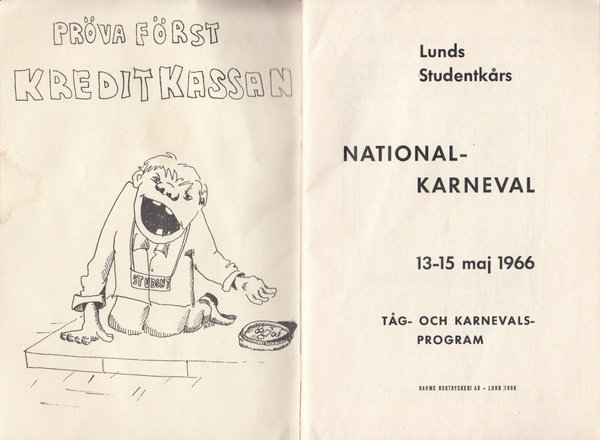 PRÖVA FÖRST
KREDITKASSAN
STUDENT
Lunds
Studentkårs
NATIONAL-
KARNEVAL
13-15 maj 1966
TÅG- OCH KARNEVALS-
PROGRAM
RAHMS BOKTRYCKERI AB - LUND 1966